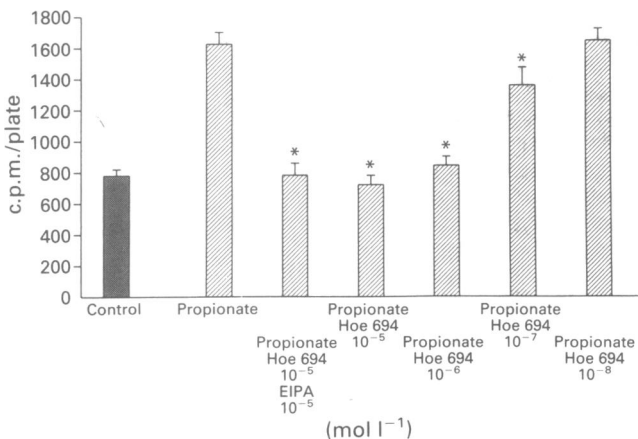 1800
1600
1400
1200
1000
800
600
400
200
0
c.p.m./plate
*
*
*
*
Control
Propionate
Propionate
Hoe 694
10⁻⁵
EIPA
10⁻⁵
Propionate
Hoe 694
10⁻⁵
Propionate
Hoe 694
10⁻⁶
Propionate
Hoe 694
10⁻⁷
Propionate
Hoe 694
10⁻⁸
(mol l⁻¹)